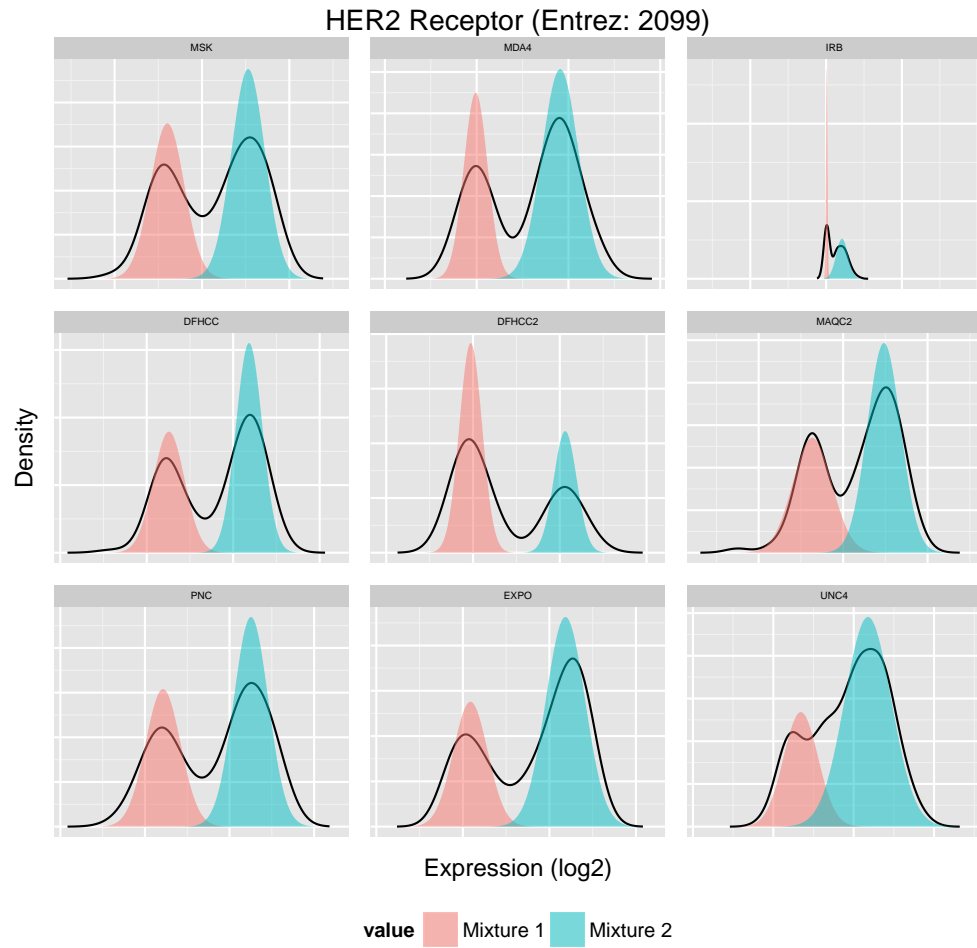 HER2 Receptor (Entrez: 2099)
MSK
MDA4
IRB
DFHCC
DFHCC2
MAQC2
Density
PNC
EXPO
UNC4
Expression (log2)
value Mixture 1 Mixture 2